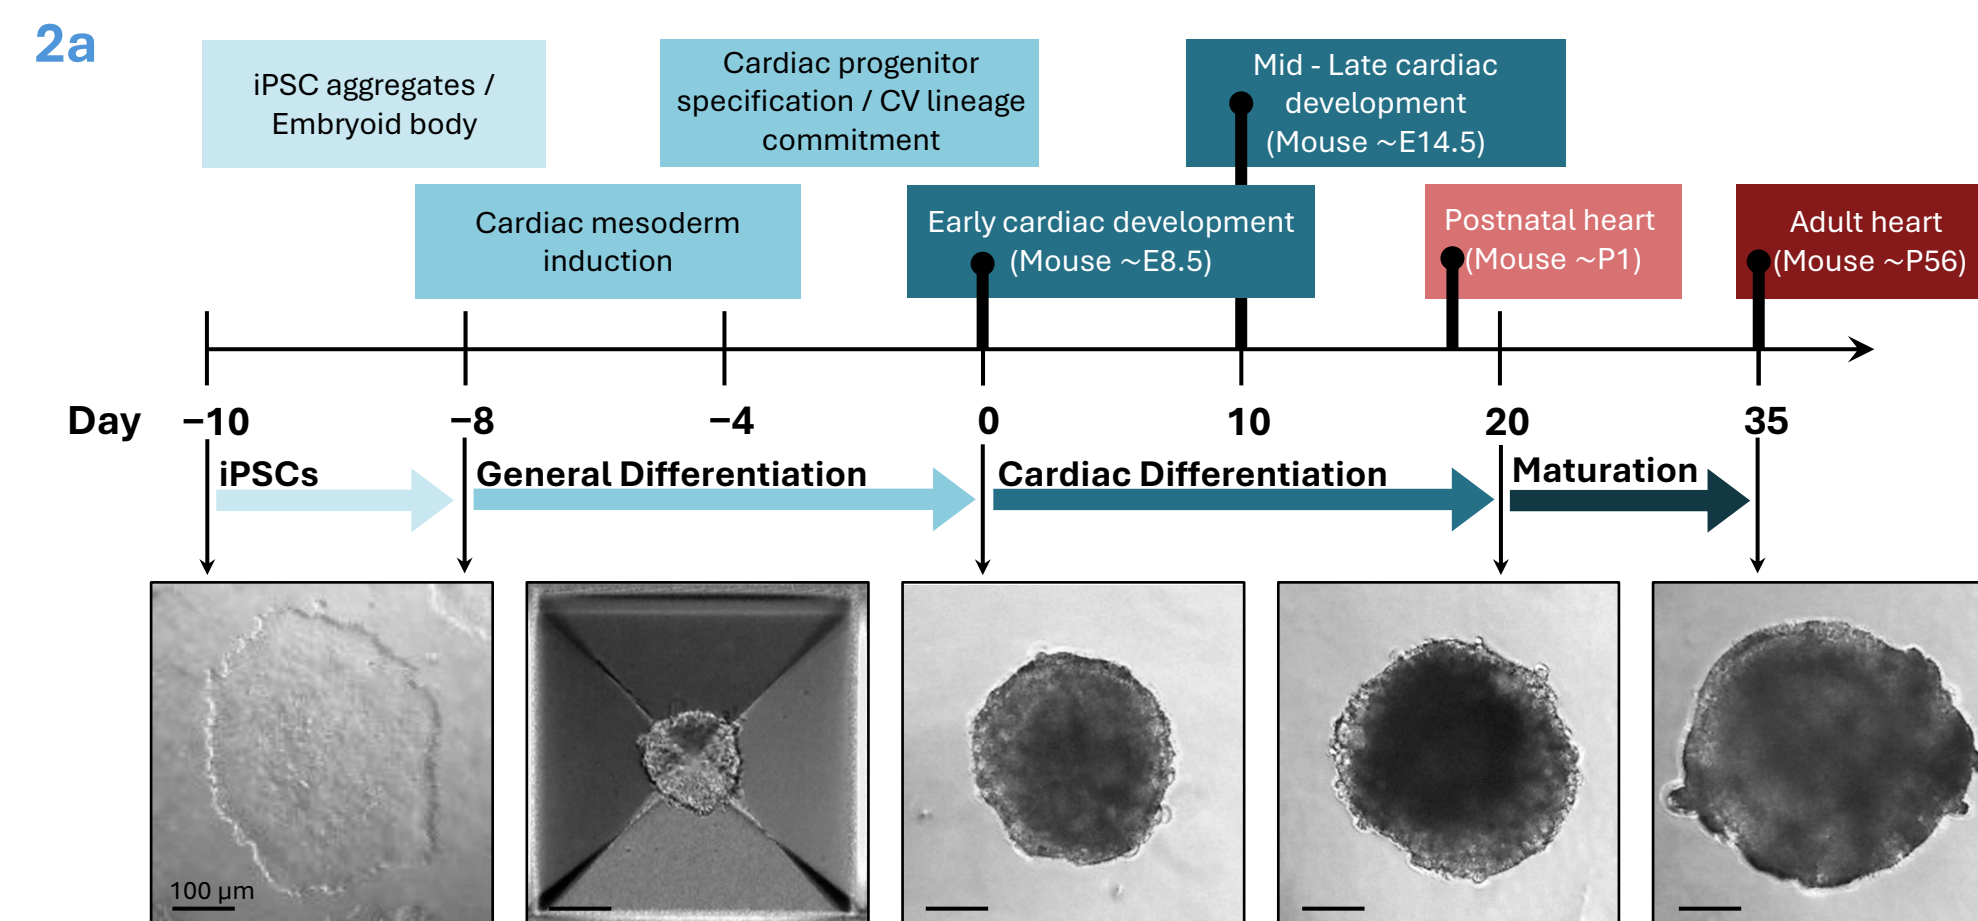 2a
iPSC aggregates /
Embryoid body
Cardiac progenitor
specification / CV lineage
commitment
Mid - Late cardiac
development
(Mouse ~E14.5)
Cardiac mesoderm
induction
Early cardiac development
(Mouse ~E8.5)
Postnatal heart
(Mouse ~P1)
Adult heart
(Mouse ~P56)
Day −10 −8 −4 0 10 20 35
iPSCs General Differentiation Cardiac Differentiation Maturation
100 µm